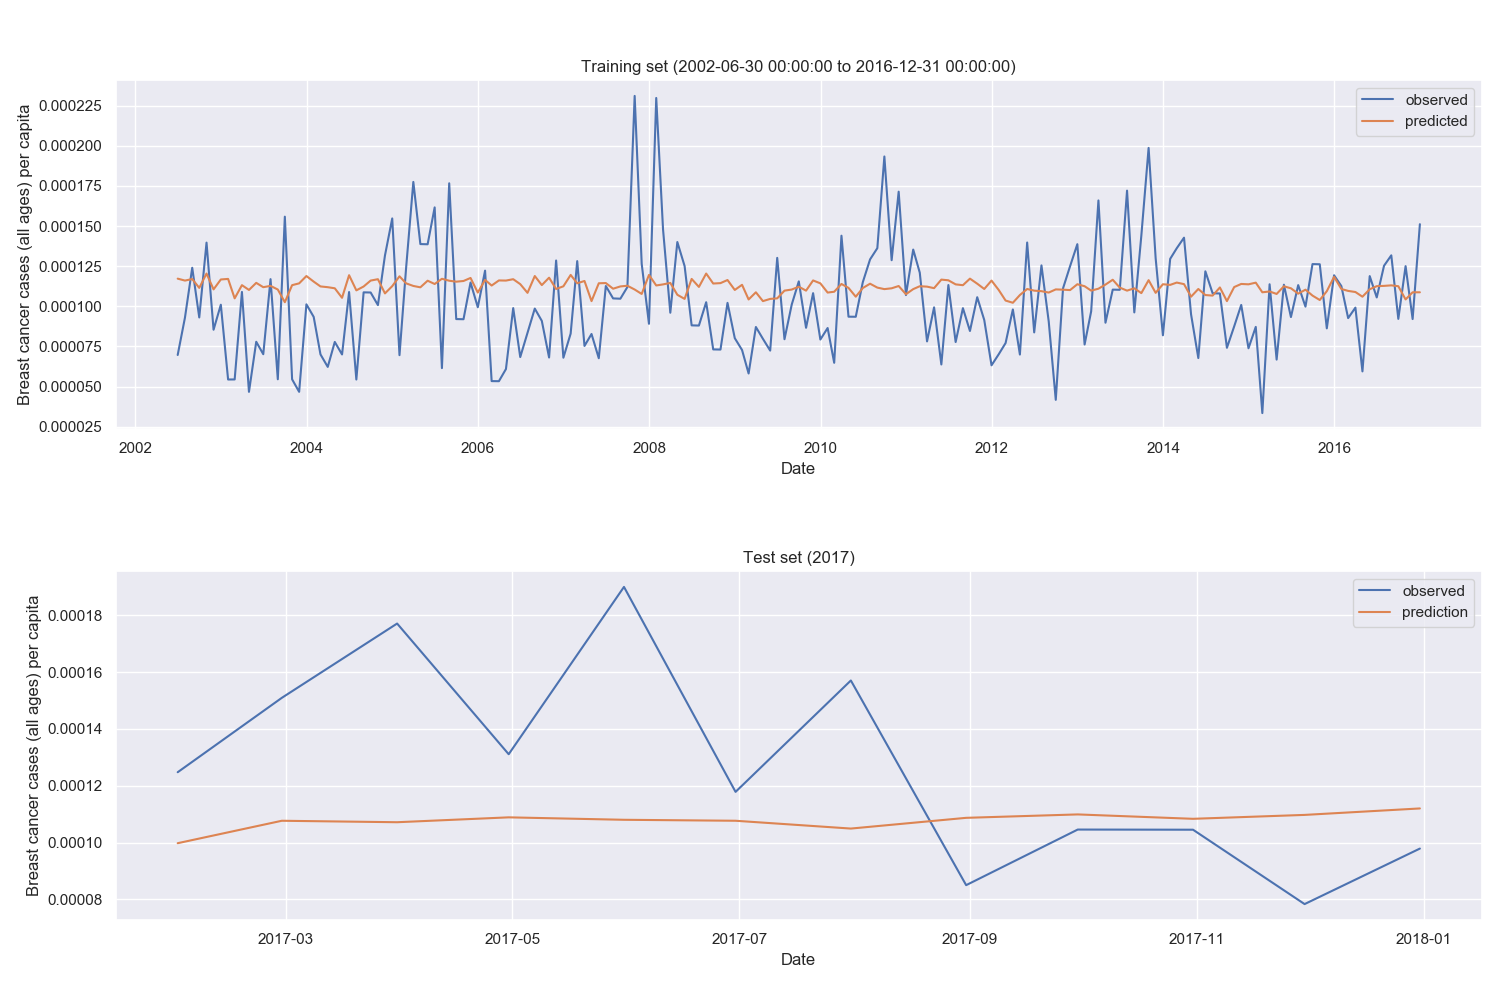 Training set (2002-06-30 00:00:00 to 2016-12-31 00:00:00)
Breast cancer cases (all ages) per capita
0.000225
0.000200
0.000175
0.000150
0.000125
0.000100
0.000075
0.000050
0.000025
observed
predicted
2002
2004
2006
2008
2010
2012
2014
2016
Date
Test set (2017)
Breast cancer cases (all ages) per capita
0.00018
0.00016
0.00014
0.00012
0.00010
0.00008
observed
prediction
2017-03
2017-05
2017-07
2017-09
2017-11
2018-01
Date